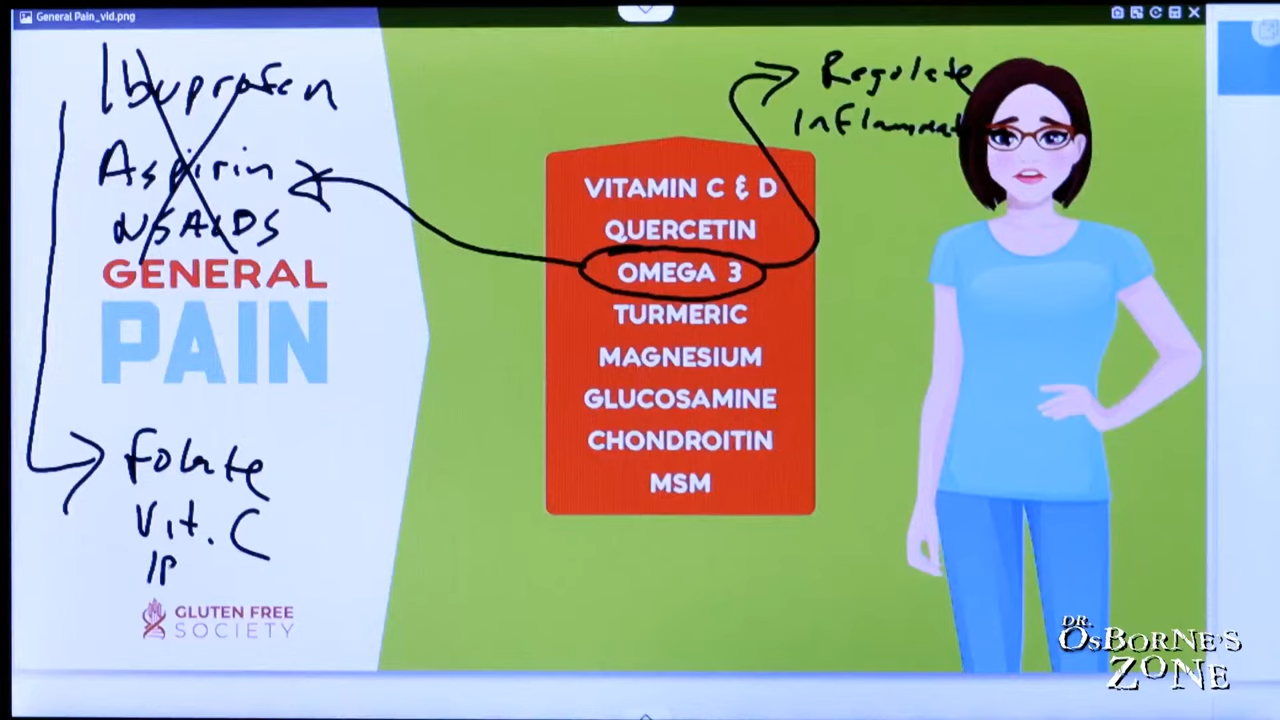 General Pain_vid.png
Ibuprofen
Aspirin
NSAIDS
GENERAL
PAIN
Folate
Vit. C
GLUTEN FREE
SOCIETY
VITAMIN C & D
QUERCETIN
OMEGA 3
TURMERIC
MAGNESIUM
GLUCOSAMINE
CHONDROITIN
MSM
Regulate
DR.
OSBORNE'S
ZONE